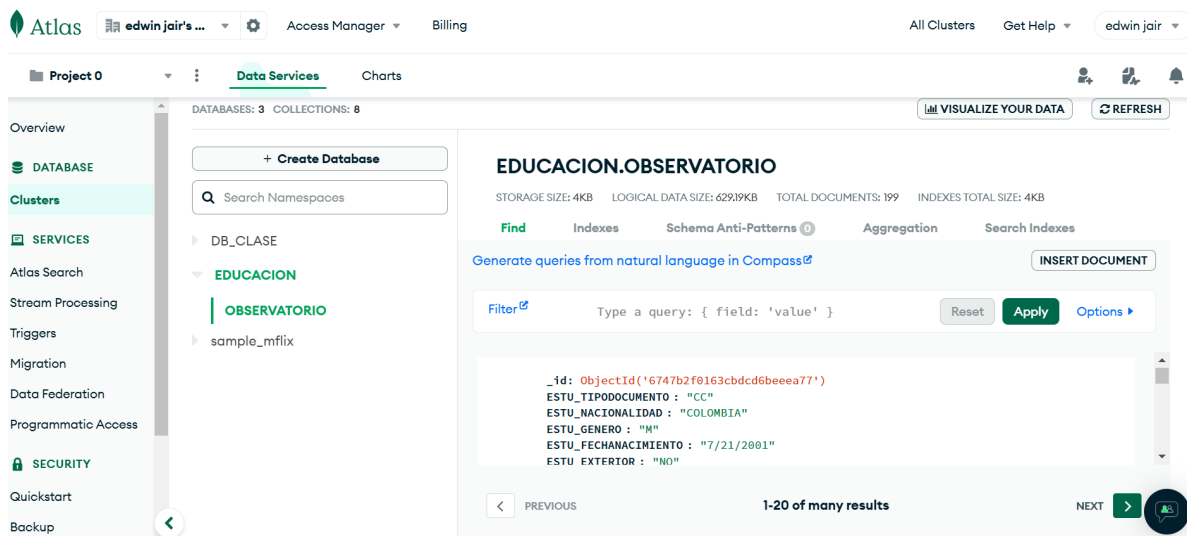 Atlas
edwin jair's ...
Access Manager
Billing
All Clusters
Get Help
edwin jair
Project 0
Data Services
Charts
Overview
DATABASE
Clusters
SERVICES
Atlas Search
Stream Processing
Triggers
Migration
Data Federation
Programmatic Access
SECURITY
Quickstart
Backup
DATABASES: 3 COLLECTIONS: 8
VISUALIZE YOUR DATA
REFRESH
+ Create Database
Search Namespaces
DB_CLASE
EDUCACION
OBSERVATORIO
sample_mflix
EDUCACION.OBSERVATORIO
STORAGE SIZE: 4KB LOGICAL DATA SIZE: 629.19KB TOTAL DOCUMENTS: 199 INDEXES TOTAL SIZE: 4KB
Find Indexes Schema Anti-Patterns 0 Aggregation Search Indexes
Generate queries from natural language in Compass
INSERT DOCUMENT
Filter
Type a query: { field: 'value' }
Reset
Apply
Options
_id: ObjectId('6747b2f0163cbdcd6beeea77')
ESTU_TIPODOCUMENTO : "CC"
ESTU_NACIONALIDAD : "COLOMBIA"
ESTU_GENERO : "M"
ESTU_FECHANACIMIENTO : "7/21/2001"
ESTU_EXTERIOR : "NO"
PREVIOUS
1-20 of many results
NEXT